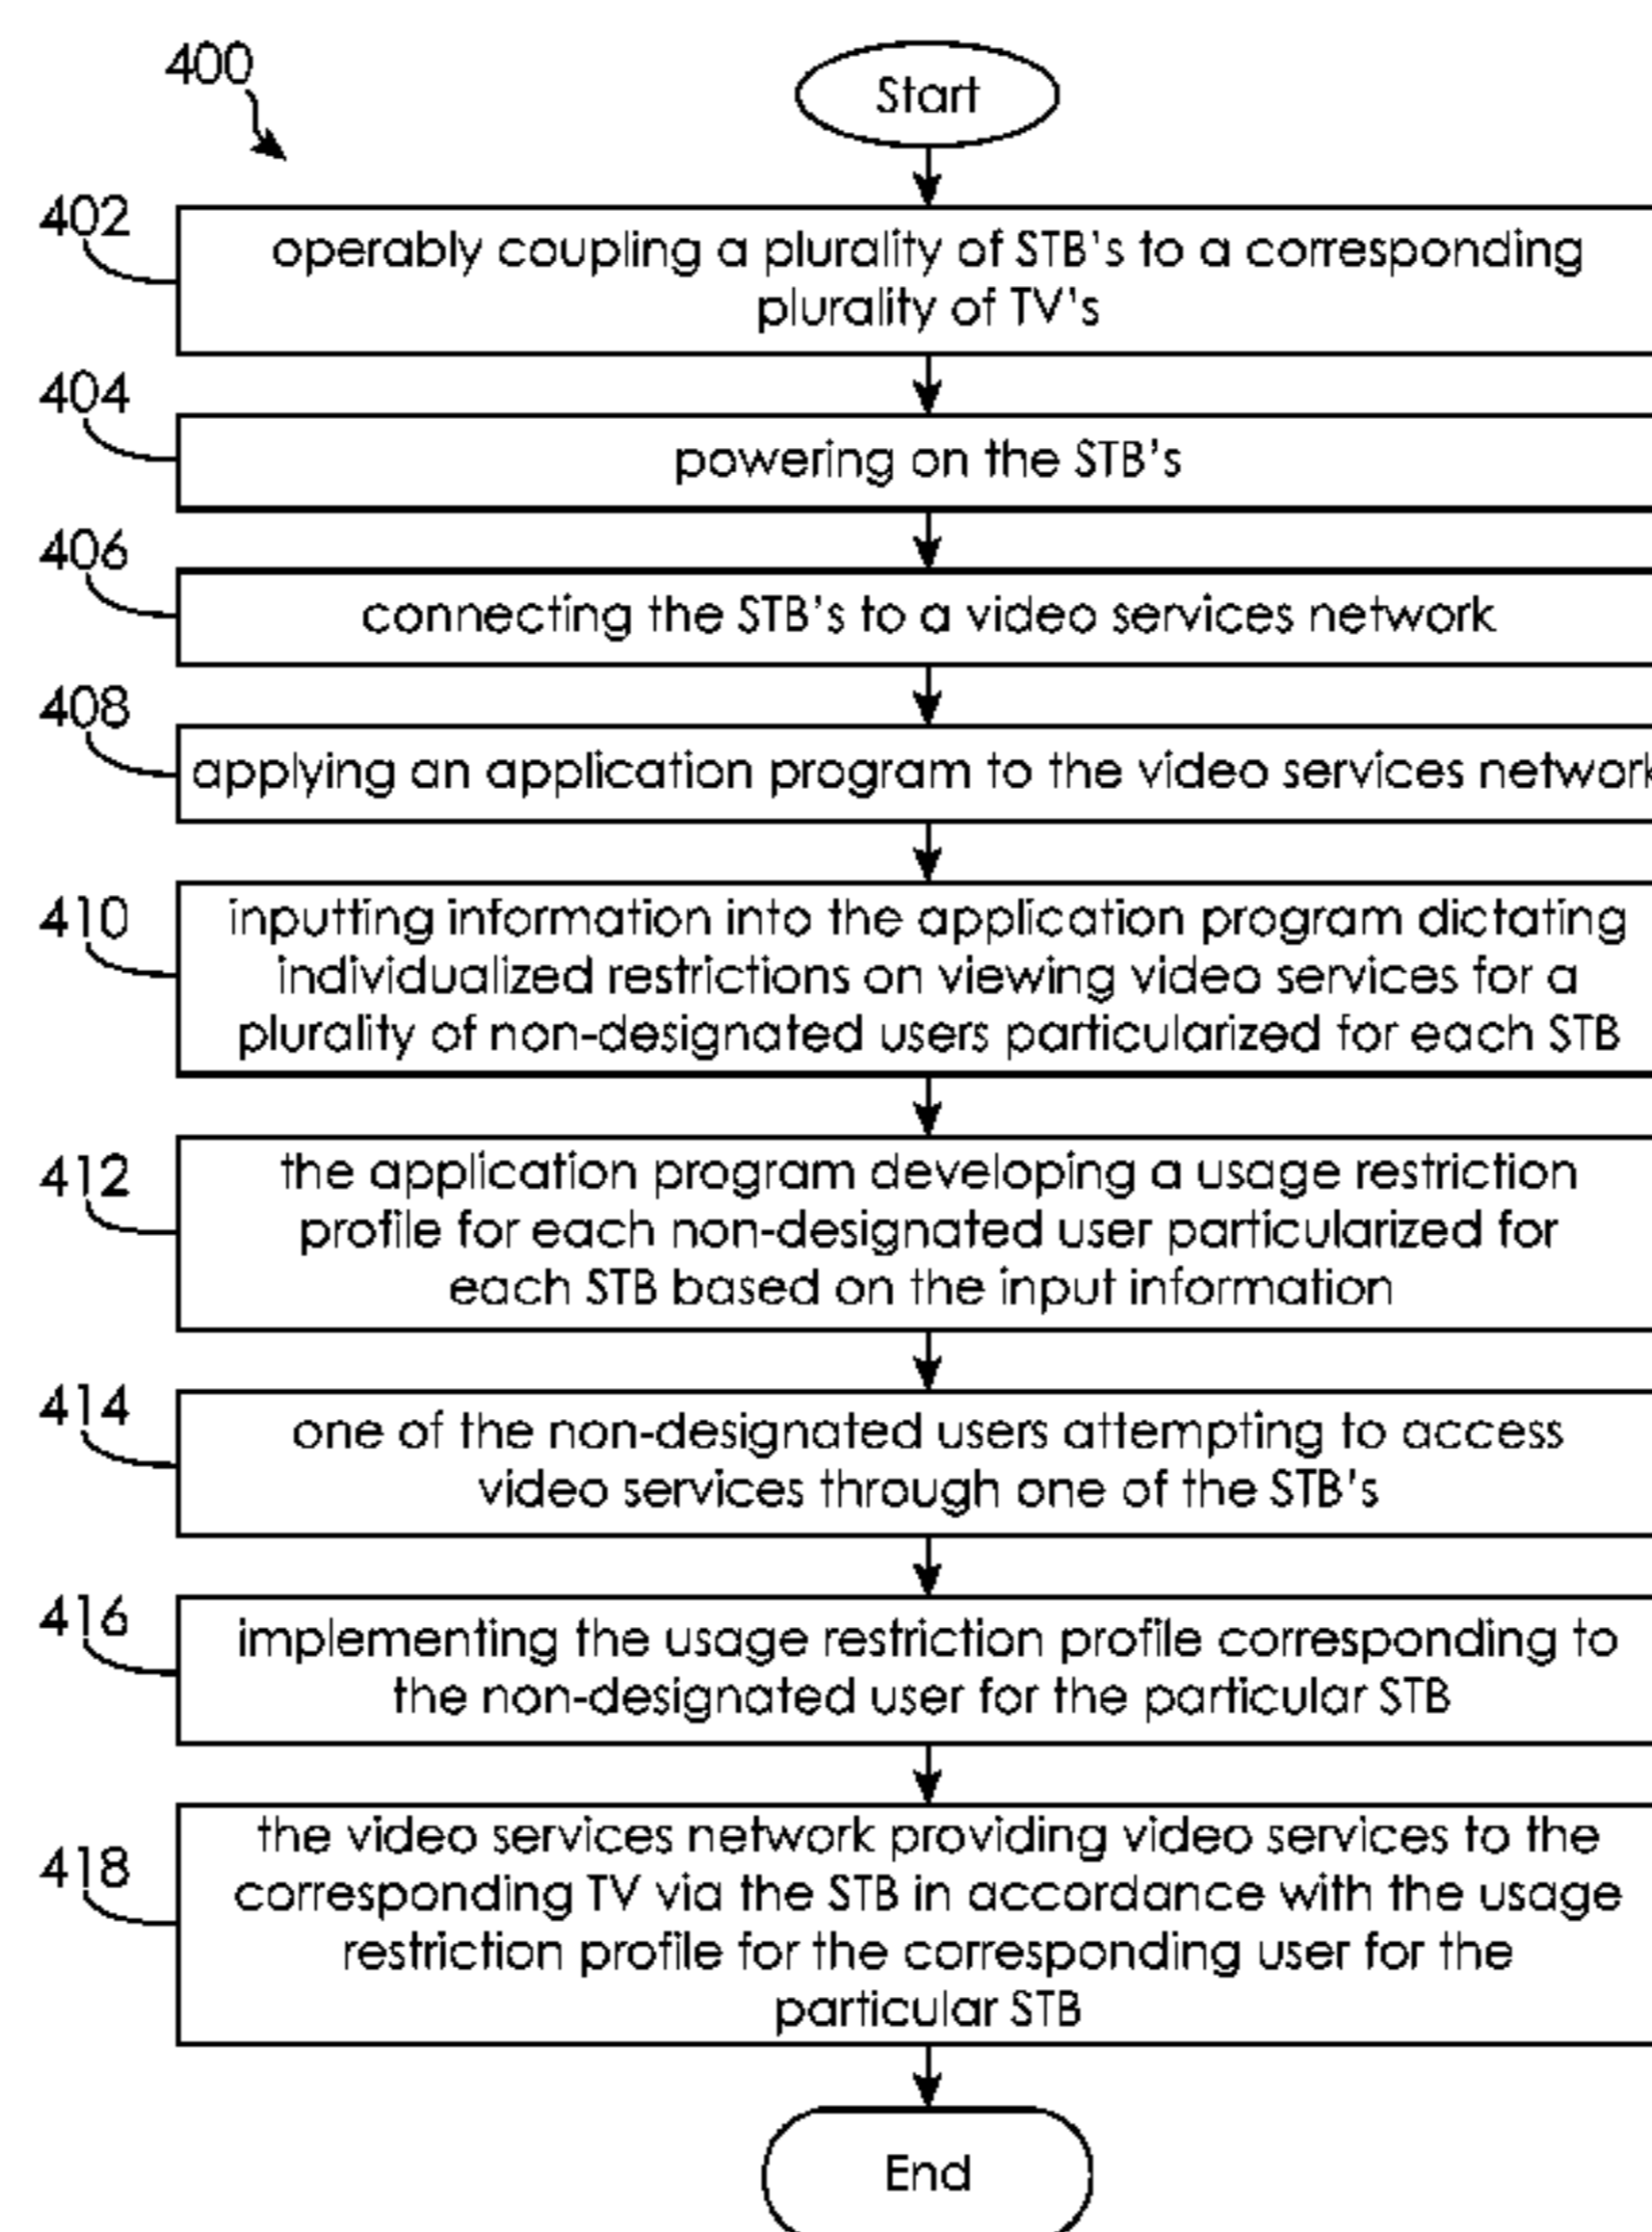 400
Start
402
operably coupling a plurality of STB's to a corresponding
plurality of TV's
404
powering on the STB's
406
connecting the STB's to a video services network
408
applying an application program to the video services network
410
inputting information into the application program dictating
individualized restrictions on viewing video services for a
plurality of non-designated users particularized for each STB
412
the application program developing a usage restriction
profile for each non-designated user particularized for
each STB based on the input information
414
one of the non-designated users attempting to access
video services through one of the STB's
416
implementing the usage restriction profile corresponding to
the non-designated user for the particular STB
418
the video services network providing video services to the
corresponding TV via the STB in accordance with the usage
restriction profile for the corresponding user for the
particular STB
End